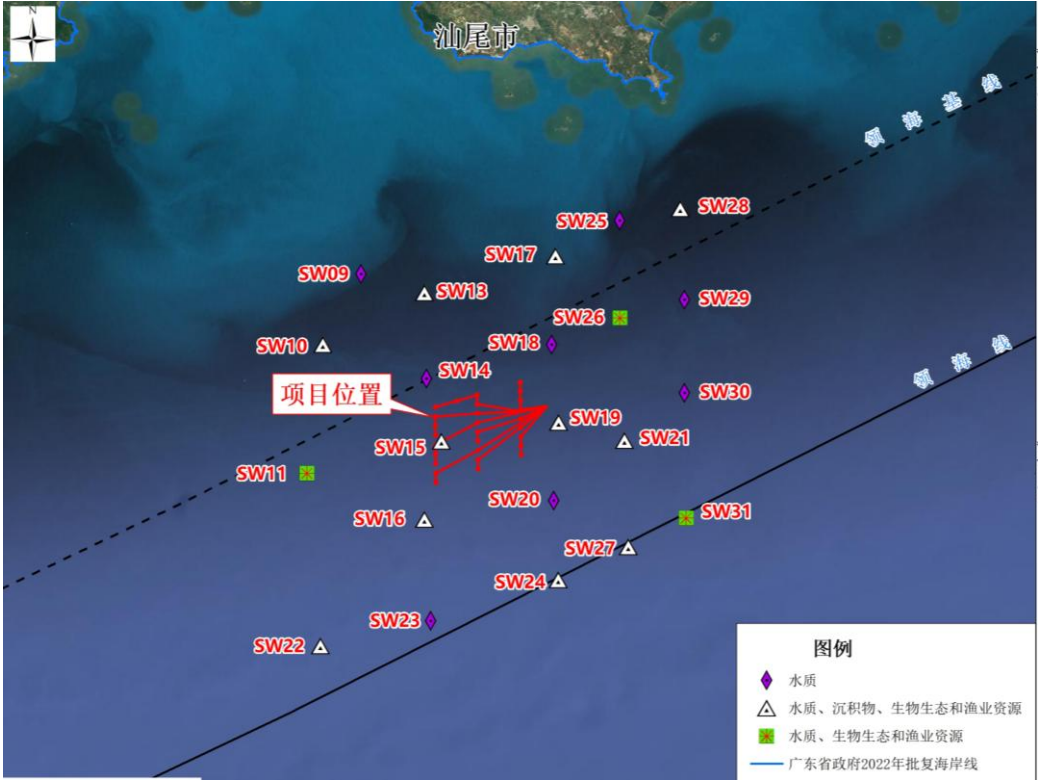 N
汕尾市
领海基线
SW28
SW25
SW17
SW09
SW13
SW29
SW26
SW18
SW10
SW14
项目位置
领海线
SW30
SW19
SW21
SW15
SW11
SW20
SW31
SW16
SW27
SW24
SW23
SW22
图例
水质
水质、沉积物、生物生态和渔业资源
水质、生物生态和渔业资源
广东省政府2022年批复海岸线